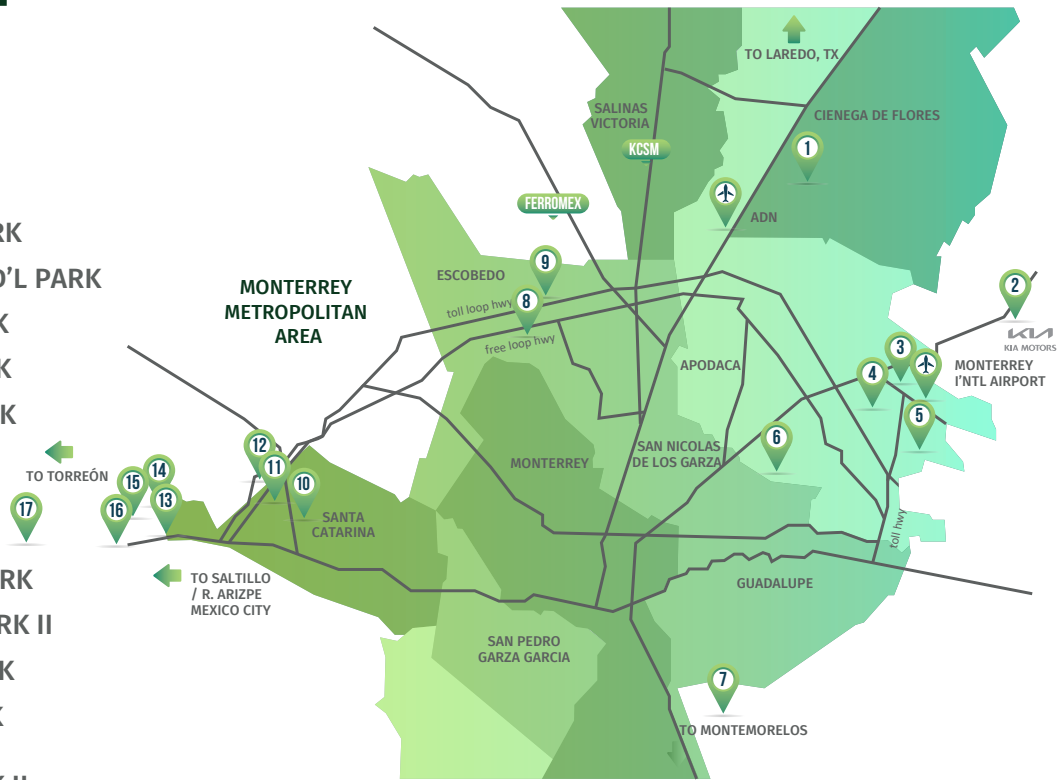 RK
D'L PARK
K
K
K
RK
RK II
K
K
TO LAREDO, TX
SALINAS
VICTORIA
CIENEGA DE FLORES
KCSM
1
FERROMEX
ADN
9
ESCOBEDO
MONTERREY
METROPOLITAN
AREA
8
toll loop hwy
free loop hwy
2
KIA
KIA MOTORS
3
4
MONTERREY
I'NTL AIRPORT
APODACA
5
6
SAN NICOLAS
DE LOS GARZA
MONTERREY
12
11
10
TO TORREÓN
14
15
13
16
17
SANTA
CATARINA
toll hwy
TO SALTILLO
/ R. ARIZPE
MEXICO CITY
GUADALUPE
SAN PEDRO
GARZA GARCIA
7
TO MONTEMORELOS